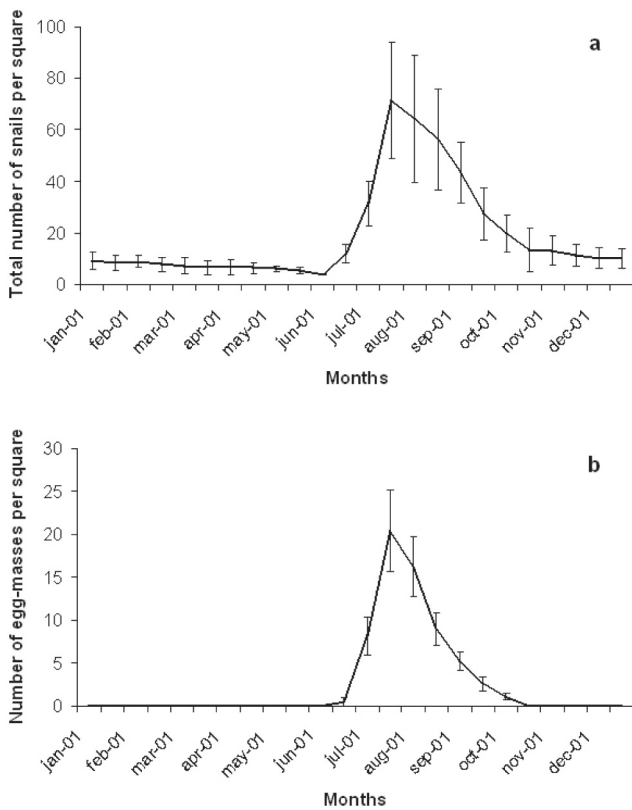 a
Total number of snails per square
100
80
60
40
20
0
jan-01
feb-01
mar-01
apr-01
may-01
jun-01
jul-01
aug-01
sep-01
oct-01
nov-01
dec-01
Months
b
Number of egg-masses per square
30
25
20
15
10
5
0
jan-01
feb-01
mar-01
apr-01
may-01
jun-01
jul-01
aug-01
sep-01
oct-01
nov-01
dec-01
Months